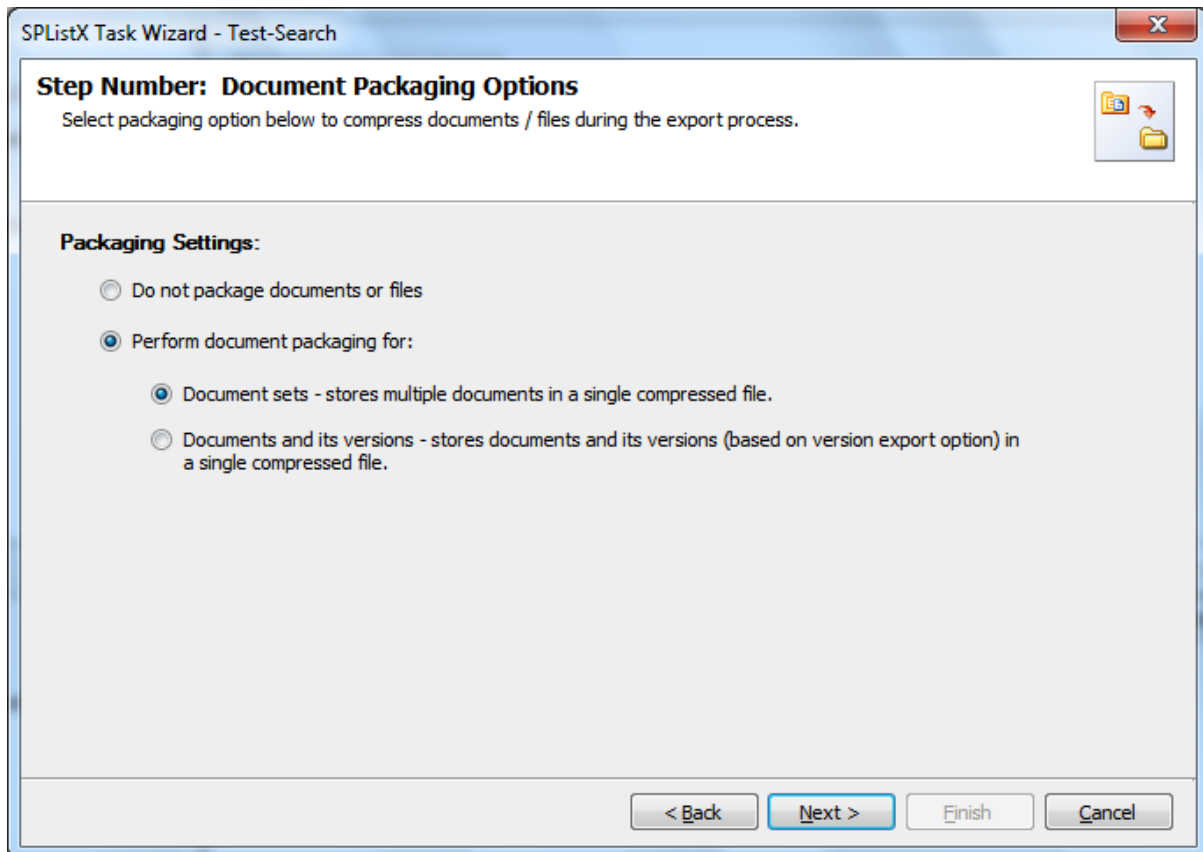 SPListX Task Wizard - Test-Search
Step Number:  Document Packaging Options
Select packaging option below to compress documents / files during the export process.
Packaging Settings:
Do not package documents or files
Perform document packaging for:
Document sets - stores multiple documents in a single compressed file.
Documents and its versions - stores documents and its versions (based on version export option) in
a single compressed file.
< Back
Next >
Finish
Cancel